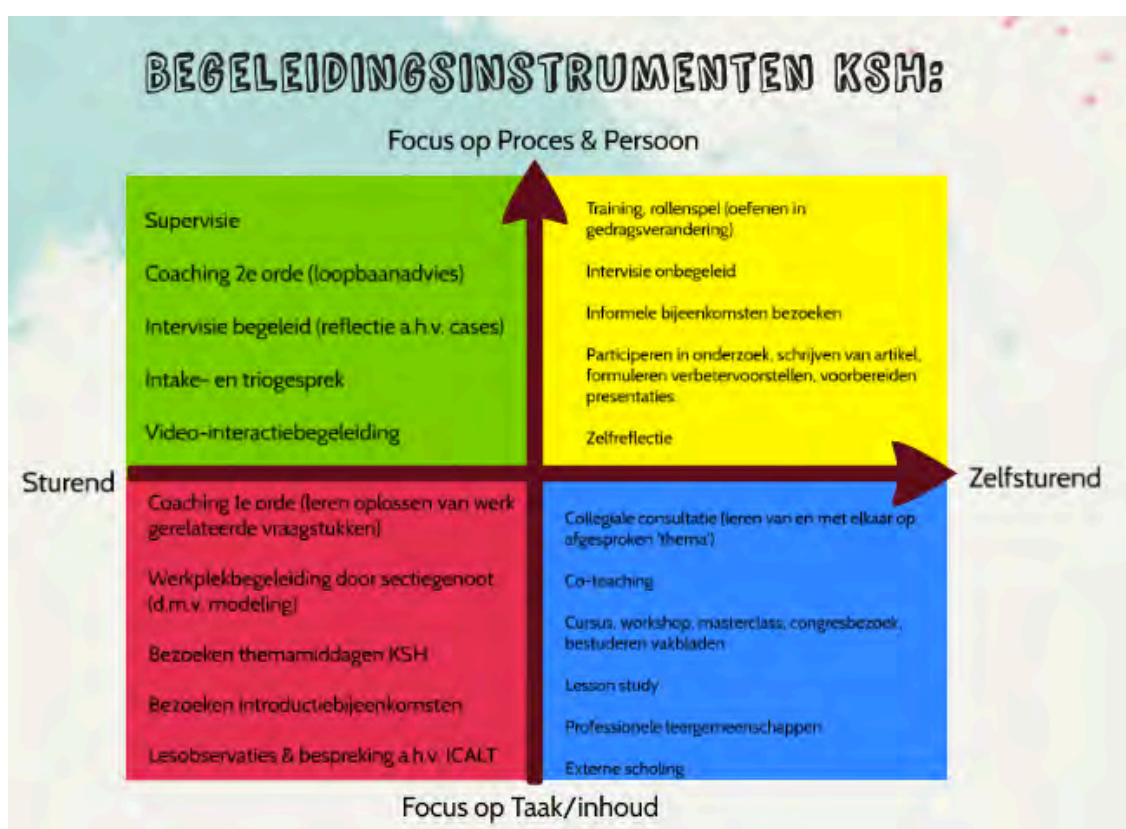 BEGELEIDINGSINSTRUMENTEN KSH:
Focus op Proces & Persoon
Supervisie
Coaching 2e orde (loopbaanadvies)
Intervisie begeleid (reflectie a.h.v. cases)
Intake- en triogesprek
Video-interactiebegeleiding
Training, rollenspel (oefenen in
gedragsverandering)
Intervisie onbegeleid
Informele bijeenkomsten bezoeken
Participeren in onderzoek, schrijven van artikel,
formuleren verbetervoorstellen, voorbereiden
presentaties
Zelfreflectie
Sturend
Zelfsturend
Coaching 1e orde (leren oplossen van werk
gerelateerde vraagstukken)
Werkplekbegeleiding door sectiegenoot
(d.m.v. modeling)
Bezoeken themamiddagen KSH
Bezoeken introductiebijeenkomsten
Lesobservaties & bespreking a.h.v. ICALT
Collegiale consultatie (leren van en met elkaar op
afgesproken 'thema')
Co-teaching
Cursus, workshop, masterclass, congresbezoek,
bestuderen vakbladen
Lesson study
Professionele leergemeenschappen
Externe scholing
Focus op Taak/inhoud